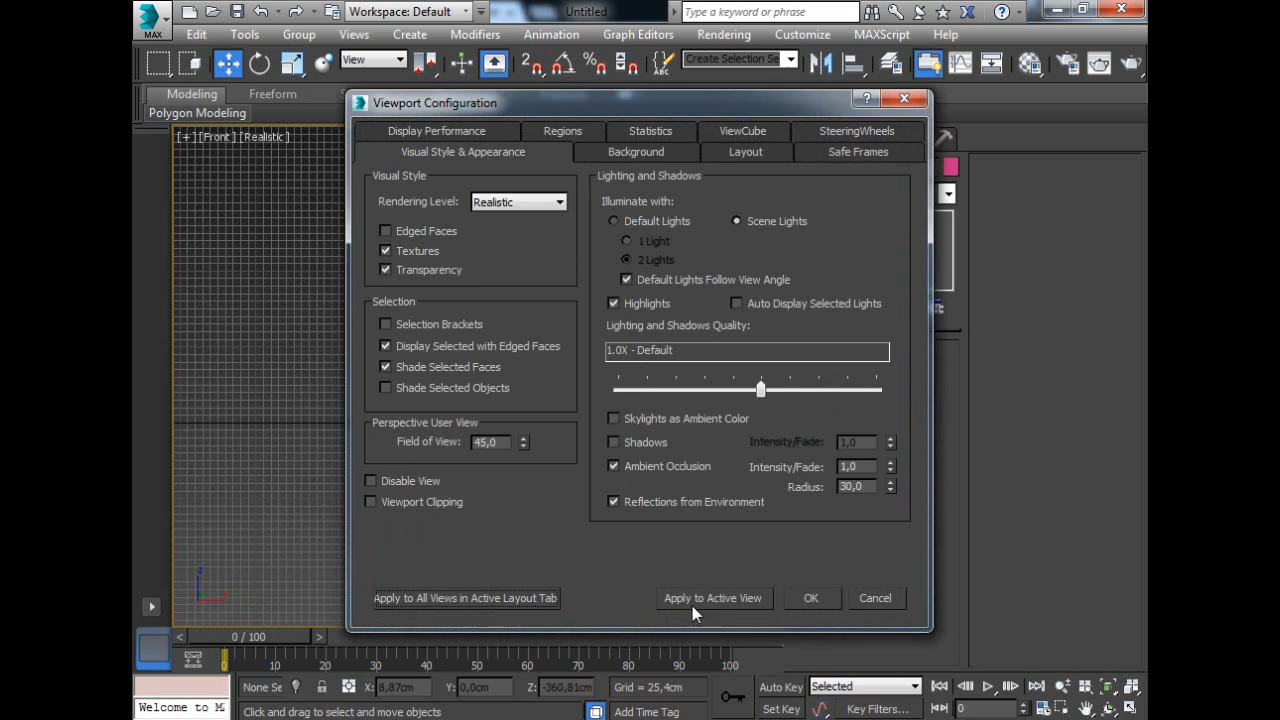 Workspace: Default
Untitled
Type a keyword or phrase
MAX
Edit Tools Group Views Create Modifiers Animation Graph Editors Rendering Customize MAXScript Help
View
Create Selection Se
Modeling Freeform
Polygon Modeling
[+] [Front] [Realistic]
Viewport Configuration
Display Performance Regions Statistics ViewCube SteeringWheels
Visual Style & Appearance Background Layout Safe Frames
Visual Style
Rendering Level: Realistic
Edged Faces
Textures
Transparency
Selection
Selection Brackets
Display Selected with Edged Faces
Shade Selected Faces
Shade Selected Objects
Perspective User View
Field of View: 45,0
Disable View
Viewport Clipping
Lighting and Shadows
Illuminate with:
Default Lights Scene Lights
1 Light
2 Lights
Default Lights Follow View Angle
Highlights Auto Display Selected Lights
Lighting and Shadows Quality:
1.0X - Default
Skylights as Ambient Color
Shadows Intensity/Fade: 1,0
Ambient Occlusion Intensity/Fade: 1,0
Radius: 30,0
Reflections from Environment
Apply to All Views in Active Layout Tab Apply to Active View OK Cancel
z
0 / 100
0 10 20 30 40 50 60 70 80 90 100
None Se X: 8,87cm Y: 0,0cm Z: -360,81cm Grid = 25,4cm Auto Key Selected
Welcome to M Click and drag to select and move objects Add Time Tag Set Key Key Filters... 0